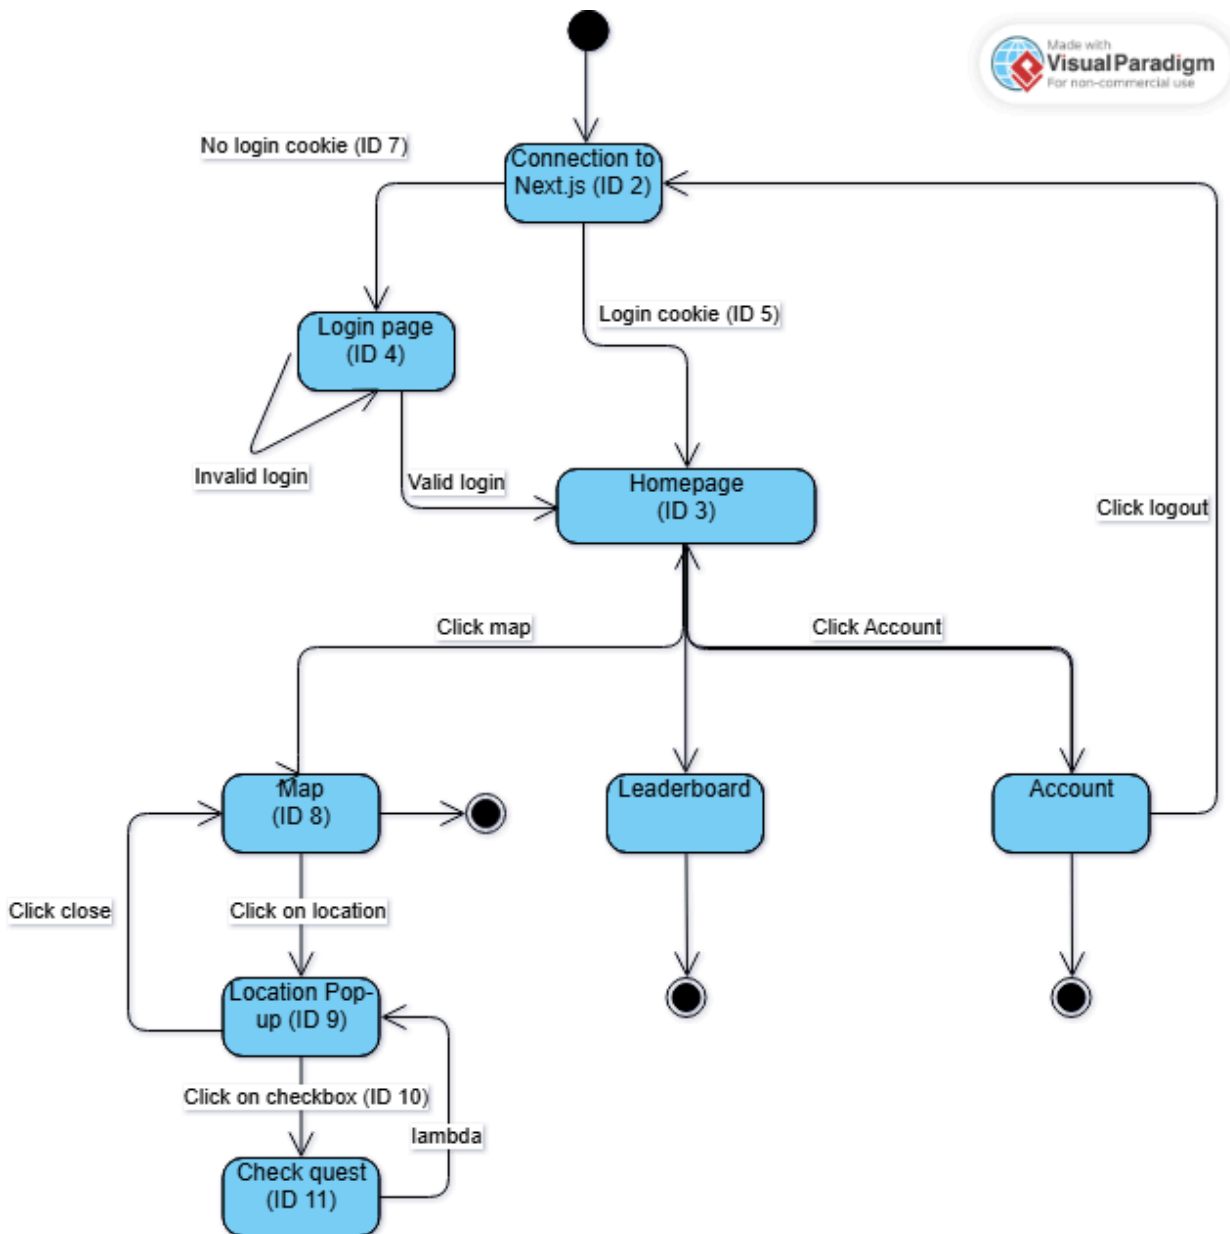 Made with
Visual Paradigm
For non-commercial use
No login cookie (ID 7)
Connection to
Next.js (ID 2)
Login page
(ID 4)
Login cookie (ID 5)
Invalid login
Valid login
Homepage
(ID 3)
Click logout
Click map
Click Account
Map
(ID 8)
Leaderboard
Account
Click close
Click on location
Location Pop-
up (ID 9)
Click on checkbox (ID 10)
lambda
Check quest
(ID 11)